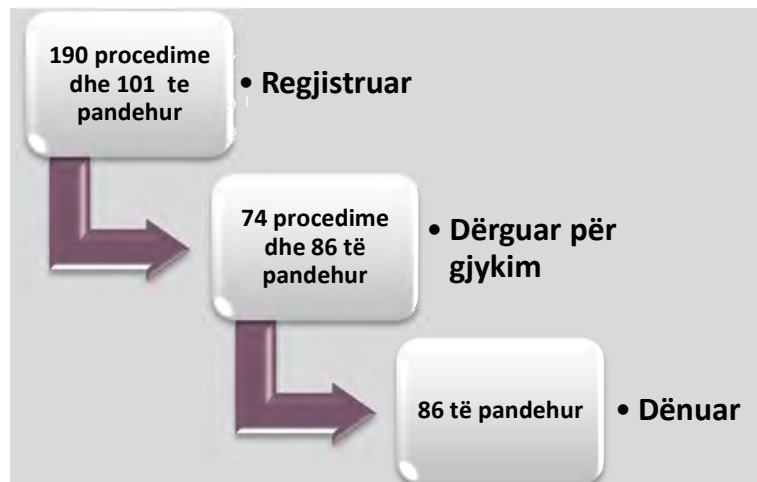 190 procedime
dhe 101 te
pandehur
• Regjistruar
74 procedime
dhe 86 të
pandehur
• Dërguar për
gjykim
86 të pandehur
• Dënuar